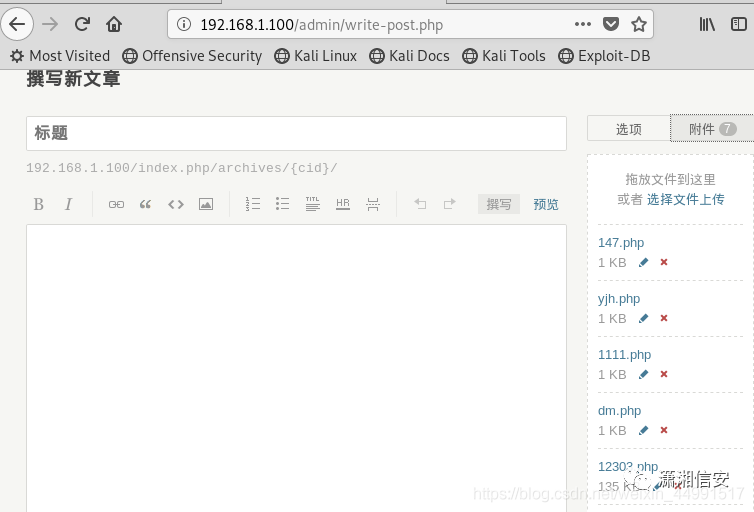 192.168.1.100/admin/write-post.php
Most Visited Offensive Security Kali Linux Kali Docs Kali Tools Exploit-DB
撰写新文章
标题
选项 附件 7
192.168.1.100/index.php/archives/{cid}/
拖放文件到这里
或者 选择文件上传
B I TITL HR 撰写 预览
147.php
1 KB
yjh.php
1 KB
1111.php
1 KB
dm.php
1 KB
.php
135
潇湘信安
https://blog.csdn.net/weixin_44991517